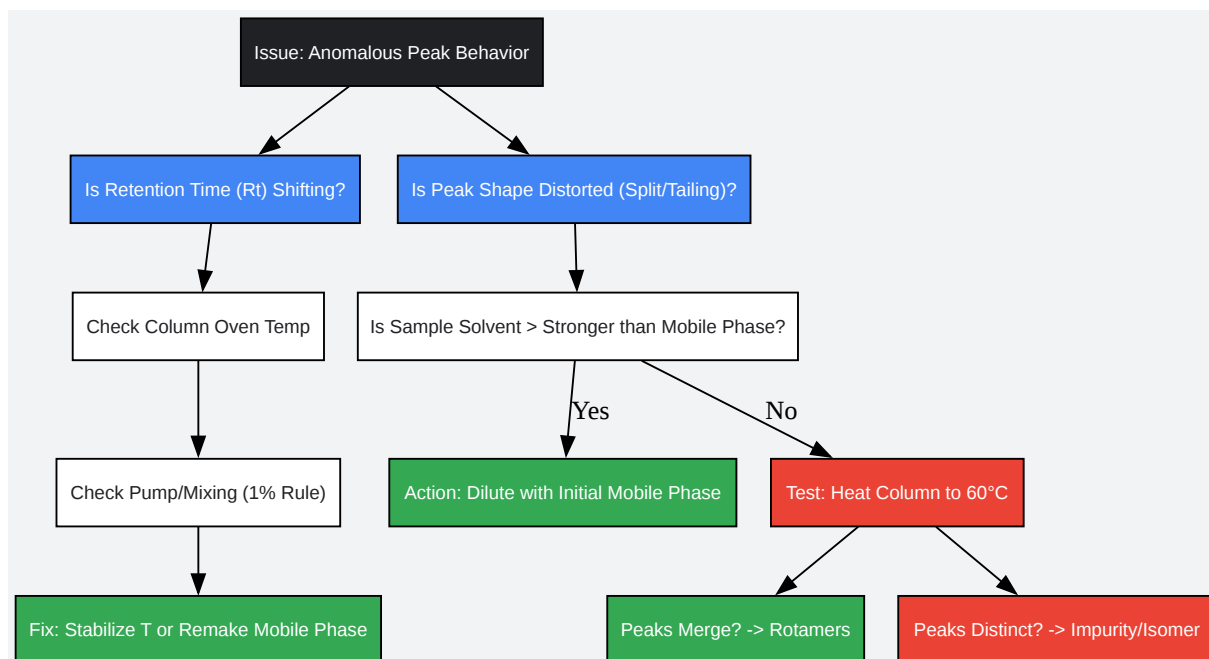 Issue: Anomalous Peak Behavior
Is Retention Time (Rt) Shifting?
Is Peak Shape Distorted (Split/Tailing)?
Check Column Oven Temp
Is Sample Solvent > Stronger than Mobile Phase?
Yes
No
Check Pump/Mixing (1% Rule)
Action: Dilute with Initial Mobile Phase
Test: Heat Column to 60°C
Fix: Stabilize T or Remake Mobile Phase
Peaks Merge? -> Rotamers
Peaks Distinct? -> Impurity/Isomer